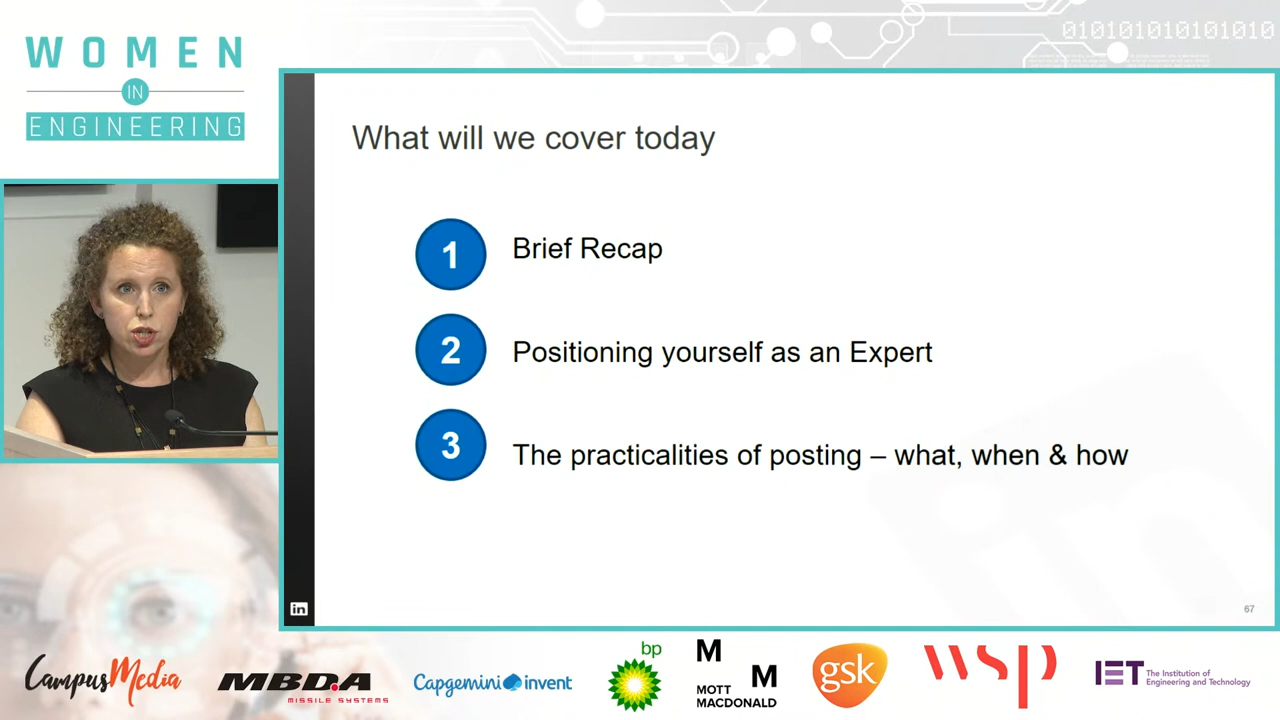 WOMEN
IN
ENGINEERING
01010101010101010
What will we cover today
1 Brief Recap
2 Positioning yourself as an Expert
3 The practicalities of posting – what, when & how
in
67
CampusMedia
MBDA
MISSILE SYSTEMS
Capgemini invent
bp
M
M
MOTT
MACDONALD
gsk
wsp
IET The Institution of
Engineering and Technology